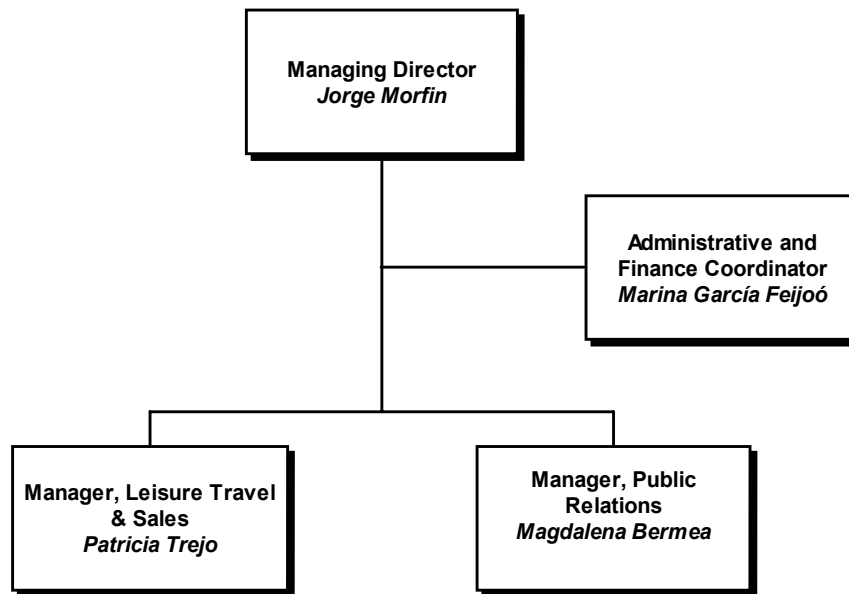 Managing Director
Jorge Morfin
Administrative and
Finance Coordinator
Marina García Feijoó
Manager, Leisure Travel
& Sales
Patricia Trejo
Manager, Public
Relations
Magdalena Bermea